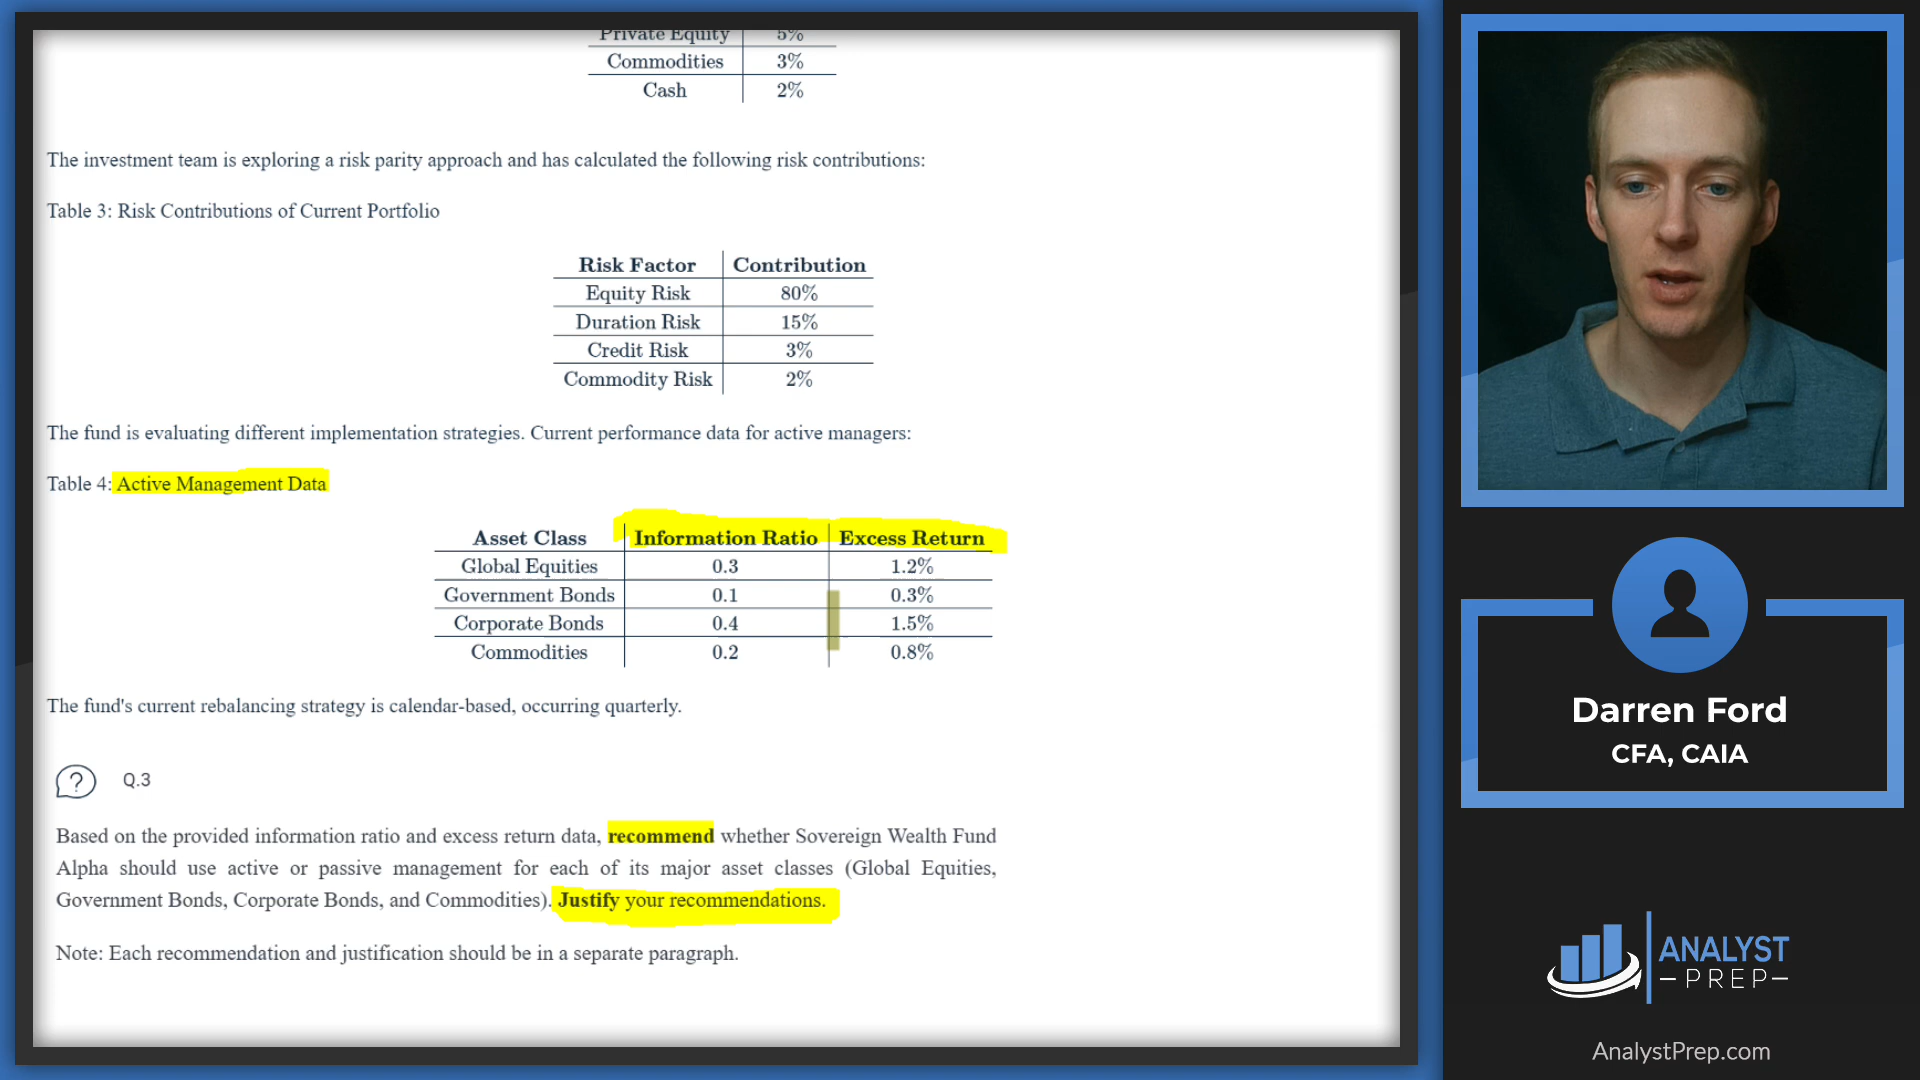 Private Equity 5%
Commodities 3%
Cash 2%
The investment team is exploring a risk parity approach and has calculated the following risk contributions:
Table 3: Risk Contributions of Current Portfolio
Risk Factor Contribution
Equity Risk 80%
Duration Risk 15%
Credit Risk 3%
Commodity Risk 2%
The fund is evaluating different implementation strategies. Current performance data for active managers:
Table 4: Active Management Data
Asset Class Information Ratio Excess Return
Global Equities 0.3 1.2%
Government Bonds 0.1 0.3%
Corporate Bonds 0.4 1.5%
Commodities 0.2 0.8%
The fund's current rebalancing strategy is calendar-based, occurring quarterly.
? Q.3
Based on the provided information ratio and excess return data, recommend whether Sovereign Wealth Fund
Alpha should use active or passive management for each of its major asset classes (Global Equities,
Government Bonds, Corporate Bonds, and Commodities). Justify your recommendations.
Note: Each recommendation and justification should be in a separate paragraph.
Darren Ford
CFA, CAIA
ANALYST
PREP
AnalystPrep.com